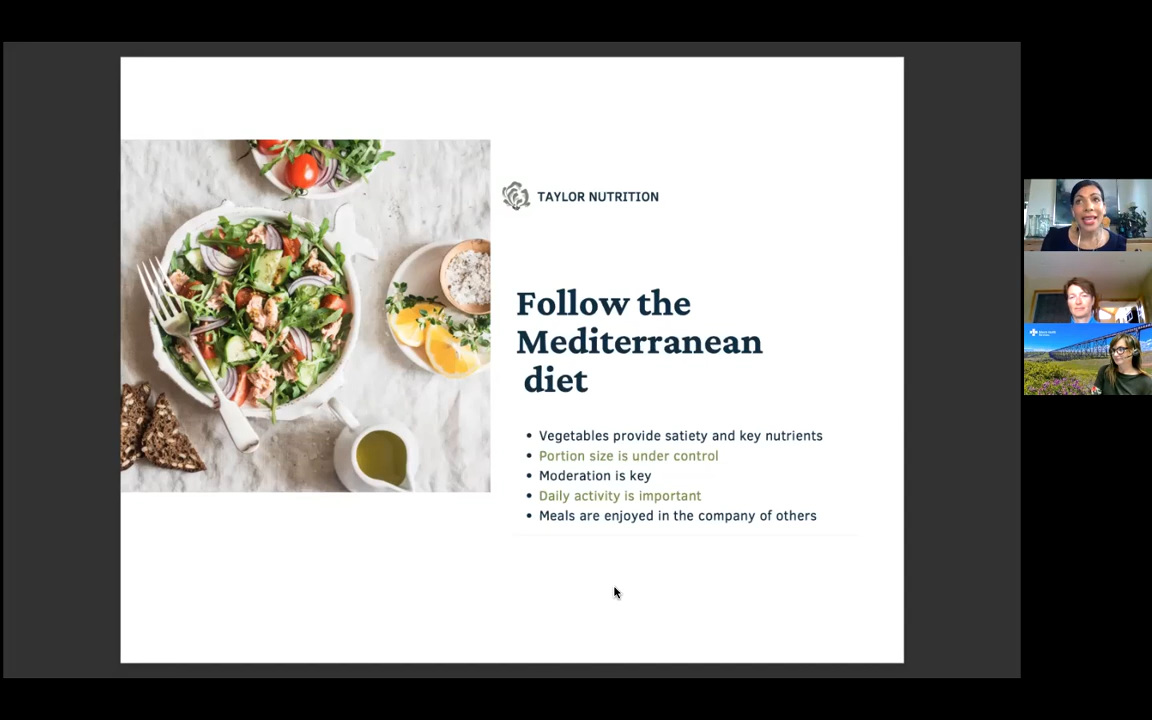 TAYLOR NUTRITION
Follow the
Mediterranean
diet
• Vegetables provide satiety and key nutrients
• Portion size is under control
• Moderation is key
• Daily activity is important
• Meals are enjoyed in the company of others